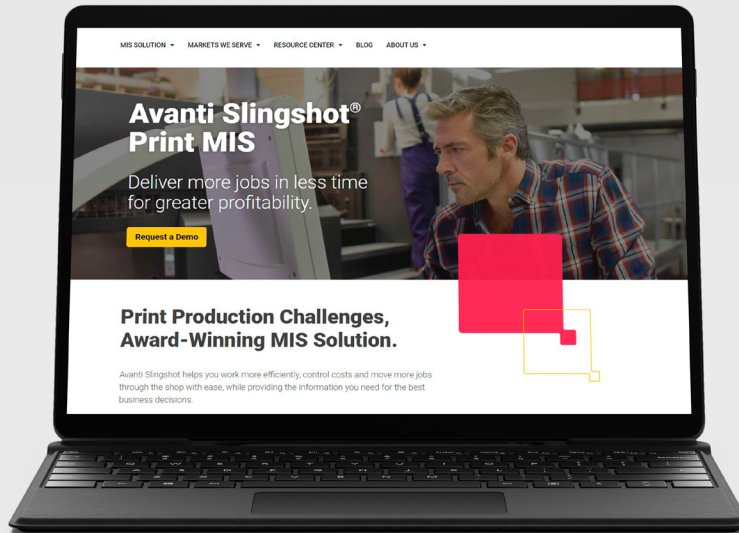 MIS SOLUTION MARKETS WE SERVE RESOURCE CENTER BLOG ABOUT US
Avanti Slingshot®
Print MIS
Deliver more jobs in less time
for greater profitability.
Request a Demo
Print Production Challenges,
Award-Winning MIS Solution.
Avanti Slingshot helps you work more efficiently, control costs and move more jobs
through the shop with ease, while providing the information you need for the best
business decisions.